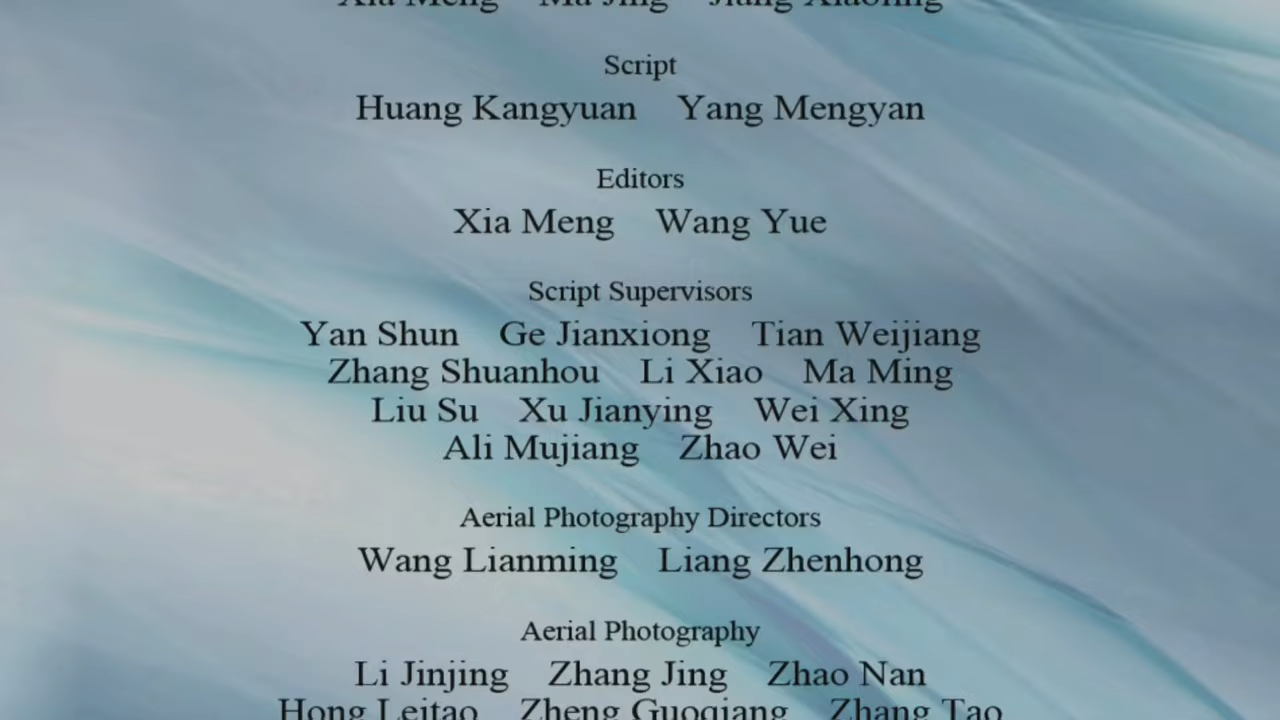 Xia Meng Ma Jing Jiang Xiaoling
Script
Huang Kangyuan Yang Mengyan
Editors
Xia Meng Wang Yue
Script Supervisors
Yan Shun Ge Jianxiong Tian Weijiang
Zhang Shuanhou Li Xiao Ma Ming
Liu Su Xu Jianying Wei Xing
Ali Mujiang Zhao Wei
Aerial Photography Directors
Wang Lianming Liang Zhenhong
Aerial Photography
Li Jinjing Zhang Jing Zhao Nan
Hong Leitao Zheng Guoqiang Zhang Tao